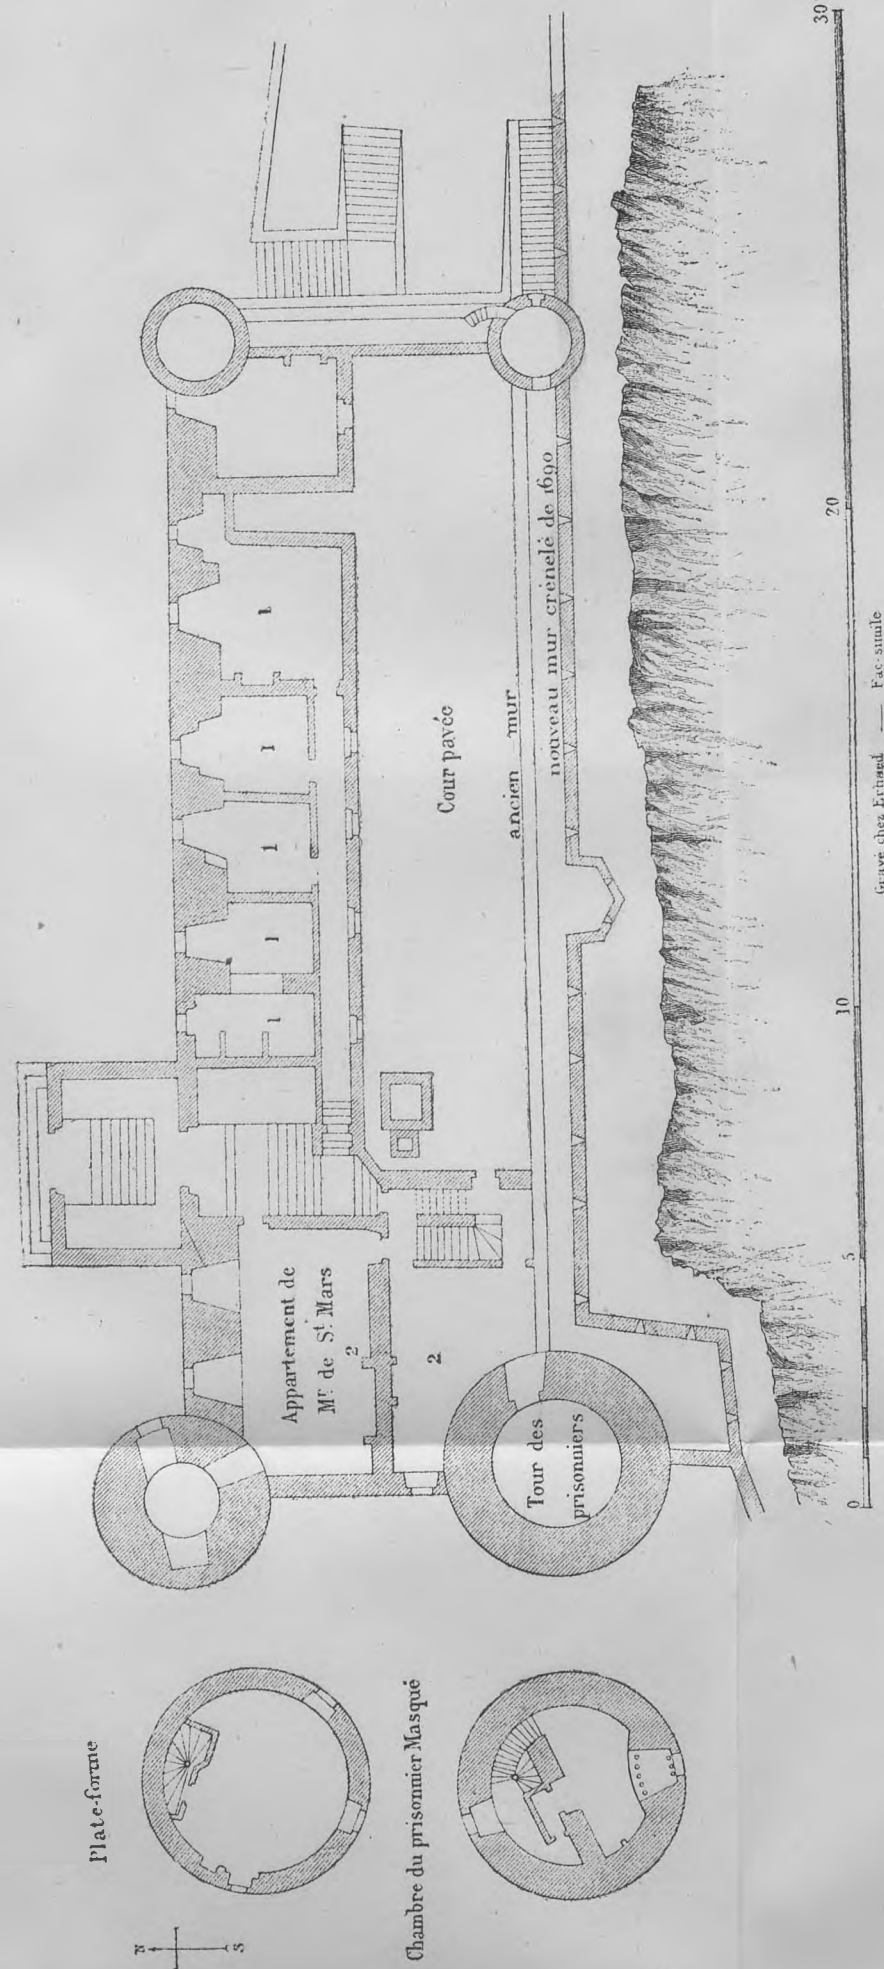 Plate-forme
N
S
Chambre du prisonnier Masqué
Tour des
prisonniers
Appartement de
Mr. de St. Mars
2
2
1
1
1
1
1
Cour pavée
ancien mur
nouveau mur crénelé de 1690
0
5
10
20
30
Gravé chez Erhard — Fac-simile